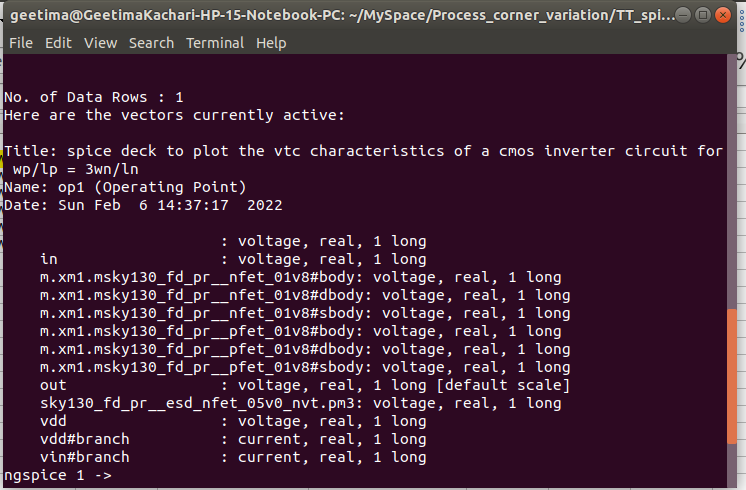 geetima@GeetimaKachari-HP-15-Notebook-PC: ~/MySpace/Process_corner_variation/TT_spi...
File Edit View Search Terminal Help
No. of Data Rows : 1
Here are the vectors currently active:
Title: spice deck to plot the vtc characteristics of a cmos inverter circuit for
wp/lp = 3wn/ln
Name: op1 (Operating Point)
Date: Sun Feb  6 14:37:17  2022
: voltage, real, 1 long
in : voltage, real, 1 long
m.xm1.msky130_fd_pr__nfet_01v8#body: voltage, real, 1 long
m.xm1.msky130_fd_pr__nfet_01v8#dbody: voltage, real, 1 long
m.xm1.msky130_fd_pr__nfet_01v8#sbody: voltage, real, 1 long
m.xm1.msky130_fd_pr__pfet_01v8#body: voltage, real, 1 long
m.xm1.msky130_fd_pr__pfet_01v8#dbody: voltage, real, 1 long
m.xm1.msky130_fd_pr__pfet_01v8#sbody: voltage, real, 1 long
out : voltage, real, 1 long [default scale]
sky130_fd_pr__esd_nfet_05v0_nvt.pm3: voltage, real, 1 long
vdd : voltage, real, 1 long
vdd#branch : current, real, 1 long
vin#branch : current, real, 1 long
ngspice 1 ->